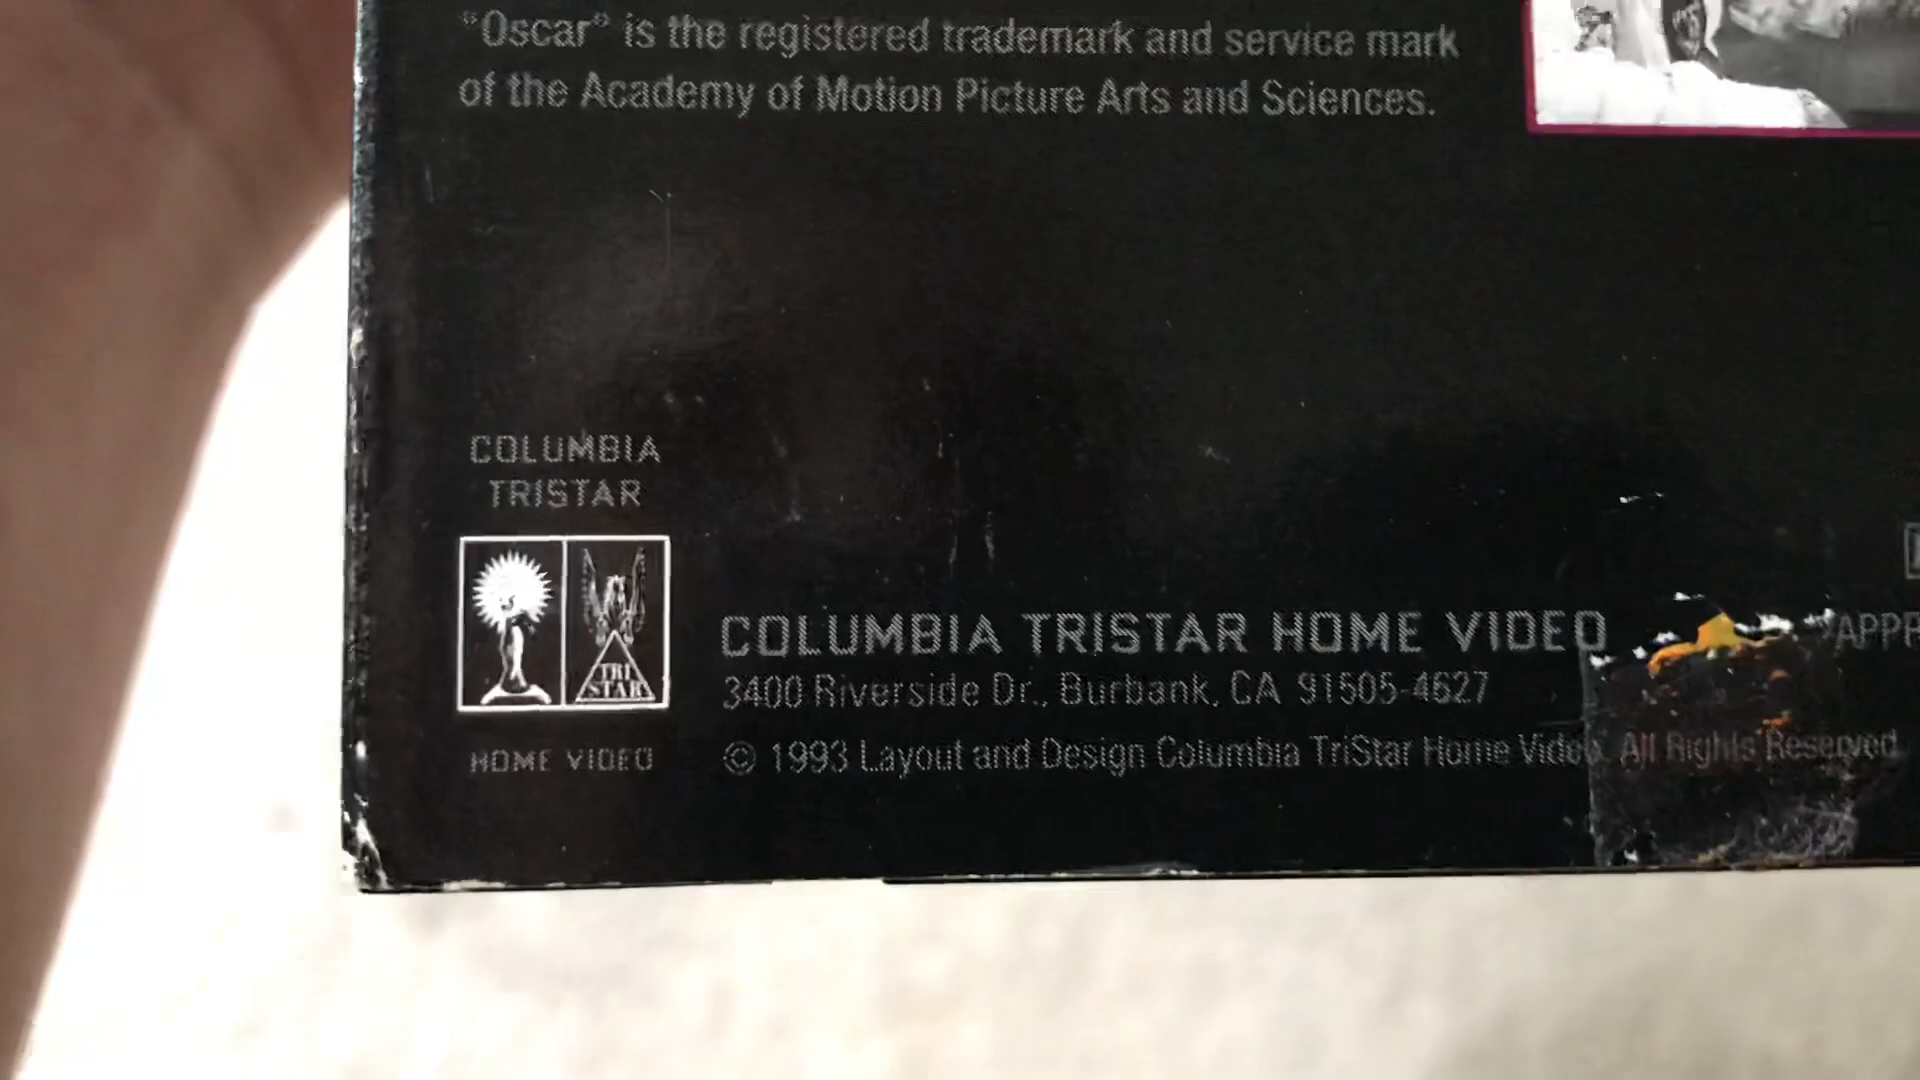 "Oscar" is the registered trademark and service mark
of the Academy of Motion Picture Arts and Sciences.
COLUMBIA
TRISTAR
TRI
STAR
HOME VIDEO
COLUMBIA TRISTAR HOME VIDEO
3400 Riverside Dr., Burbank, CA 91505-4627
© 1993 Layout and Design Columbia TriStar Home Video. All Rights Reserved